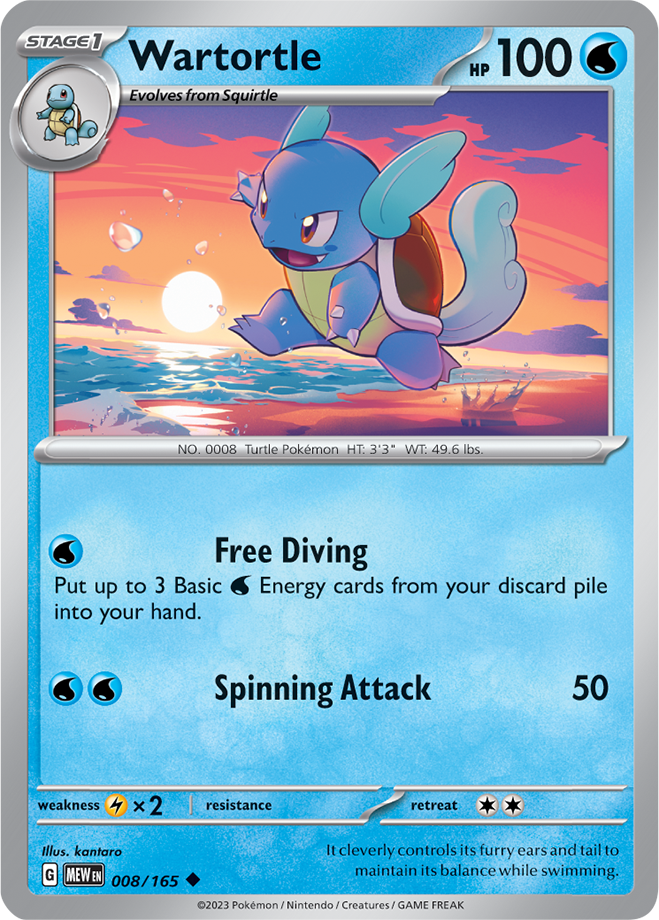 STAGE1
Wartortle
HP 100
Evolves from Squirtle
NO. 0008 Turtle Pokémon HT: 3'3" WT: 49.6 lbs.
Free Diving
Put up to 3 Basic Energy cards from your discard pile
into your hand.
Spinning Attack 50
weakness ×2 resistance retreat
Illus. kantaro
It cleverly controls its furry ears and tail to
maintain its balance while swimming.
G MEW EN 008/165
©2023 Pokémon / Nintendo / Creatures / GAME FREAK